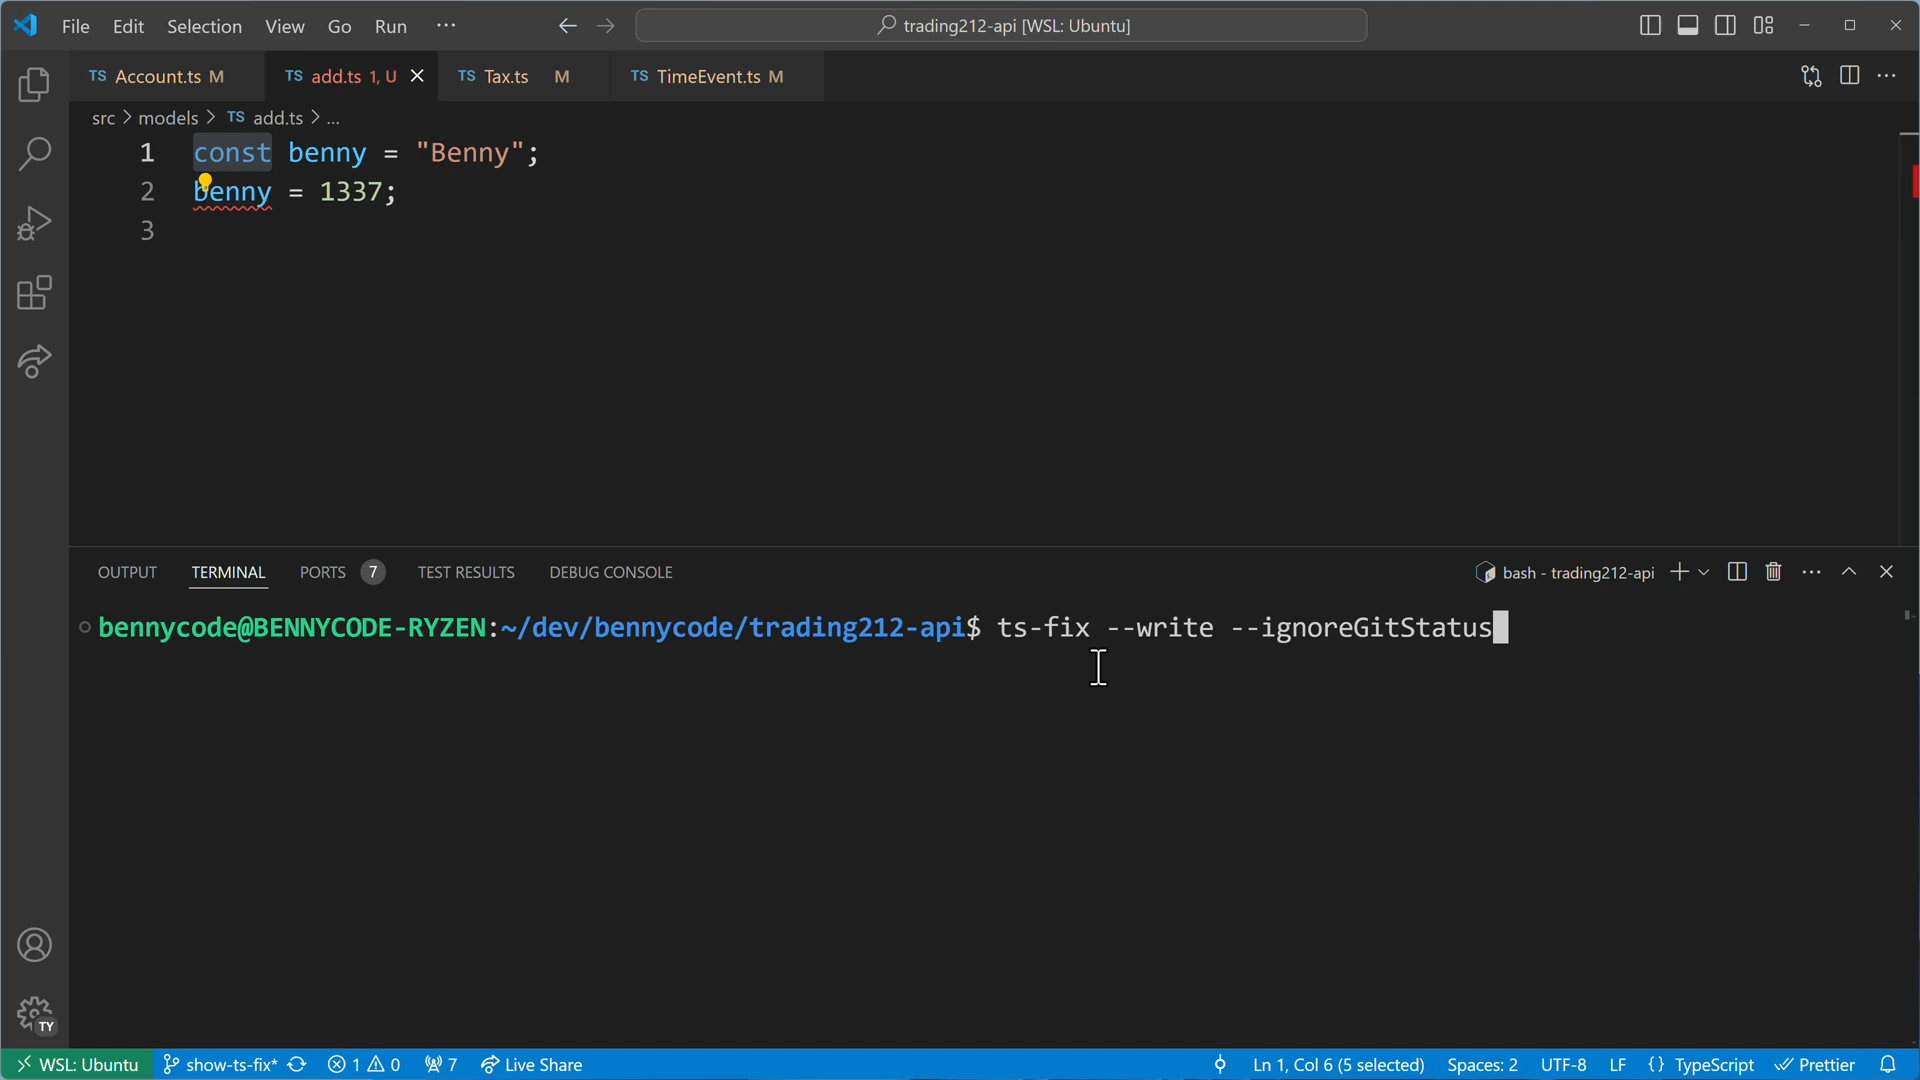 File Edit Selection View Go Run ··· trading212-api [WSL: Ubuntu]
TS Account.ts M TS add.ts 1, U TS Tax.ts M TS TimeEvent.ts M
src > models > TS add.ts > ...
1 const benny = "Benny";
2 benny = 1337;
3
OUTPUT TERMINAL PORTS 7 TEST RESULTS DEBUG CONSOLE bash - trading212-api
bennycode@BENNYCODE-RYZEN:~/dev/bennycode/trading212-api$ ts-fix --write --ignoreGitStatus
TY
WSL: Ubuntu show-ts-fix* 1 0 7 Live Share Ln 1, Col 6 (5 selected) Spaces: 2 UTF-8 LF {} TypeScript Prettier